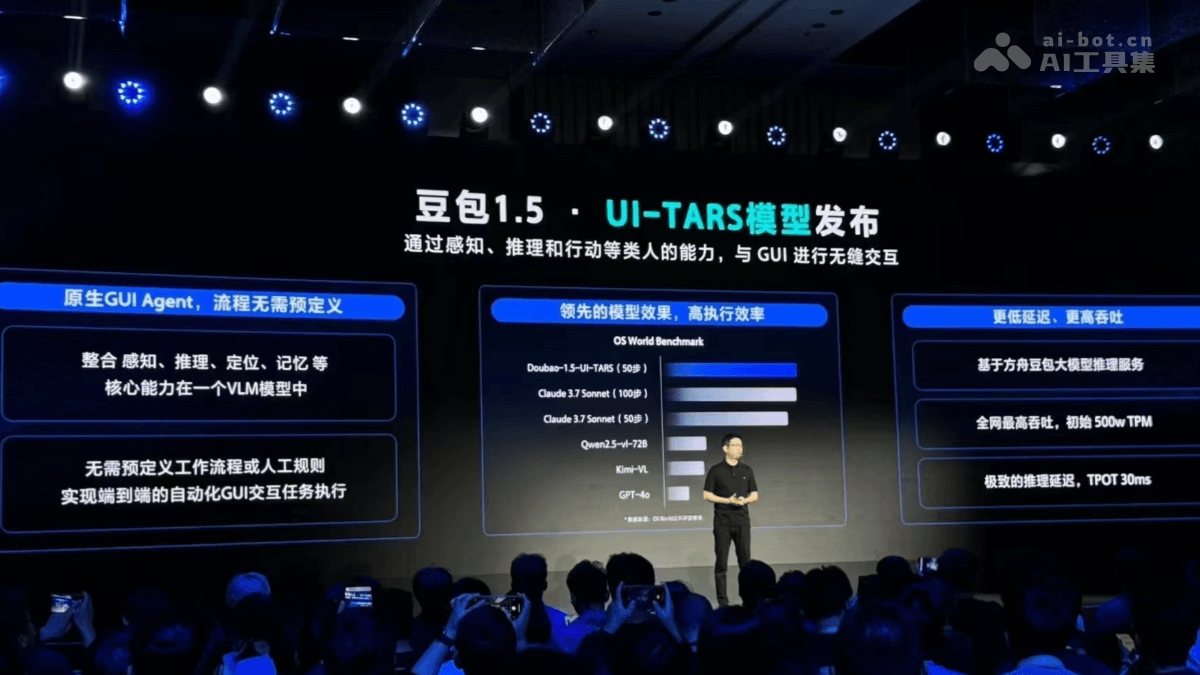 ai-bot.cn
AI工具集
豆包1.5 · UI-TARS模型发布
通过感知、推理和行动等类人的能力，与 GUI 进行无缝交互
原生GUI Agent，流程无需预定义
整合 感知、推理、定位、记忆 等
核心能力在一个VLM模型中
无需预定义工作流程或人工规则
实现端到端的自动化GUI交互任务执行
领先的模型效果，高执行效率
OS World Benchmark
Doubao-1.5-UI-TARS（50步）
Claude 3.7 Sonnet（100步）
Claude 3.7 Sonnet（50步）
Qwen2.5-vl-72B
Kimi-VL
GPT-4o
更低延迟、更高吞吐
基于方舟豆包大模型推理服务
全网最高吞吐，初始 500w TPM
极致的推理延迟，TPOT 30ms